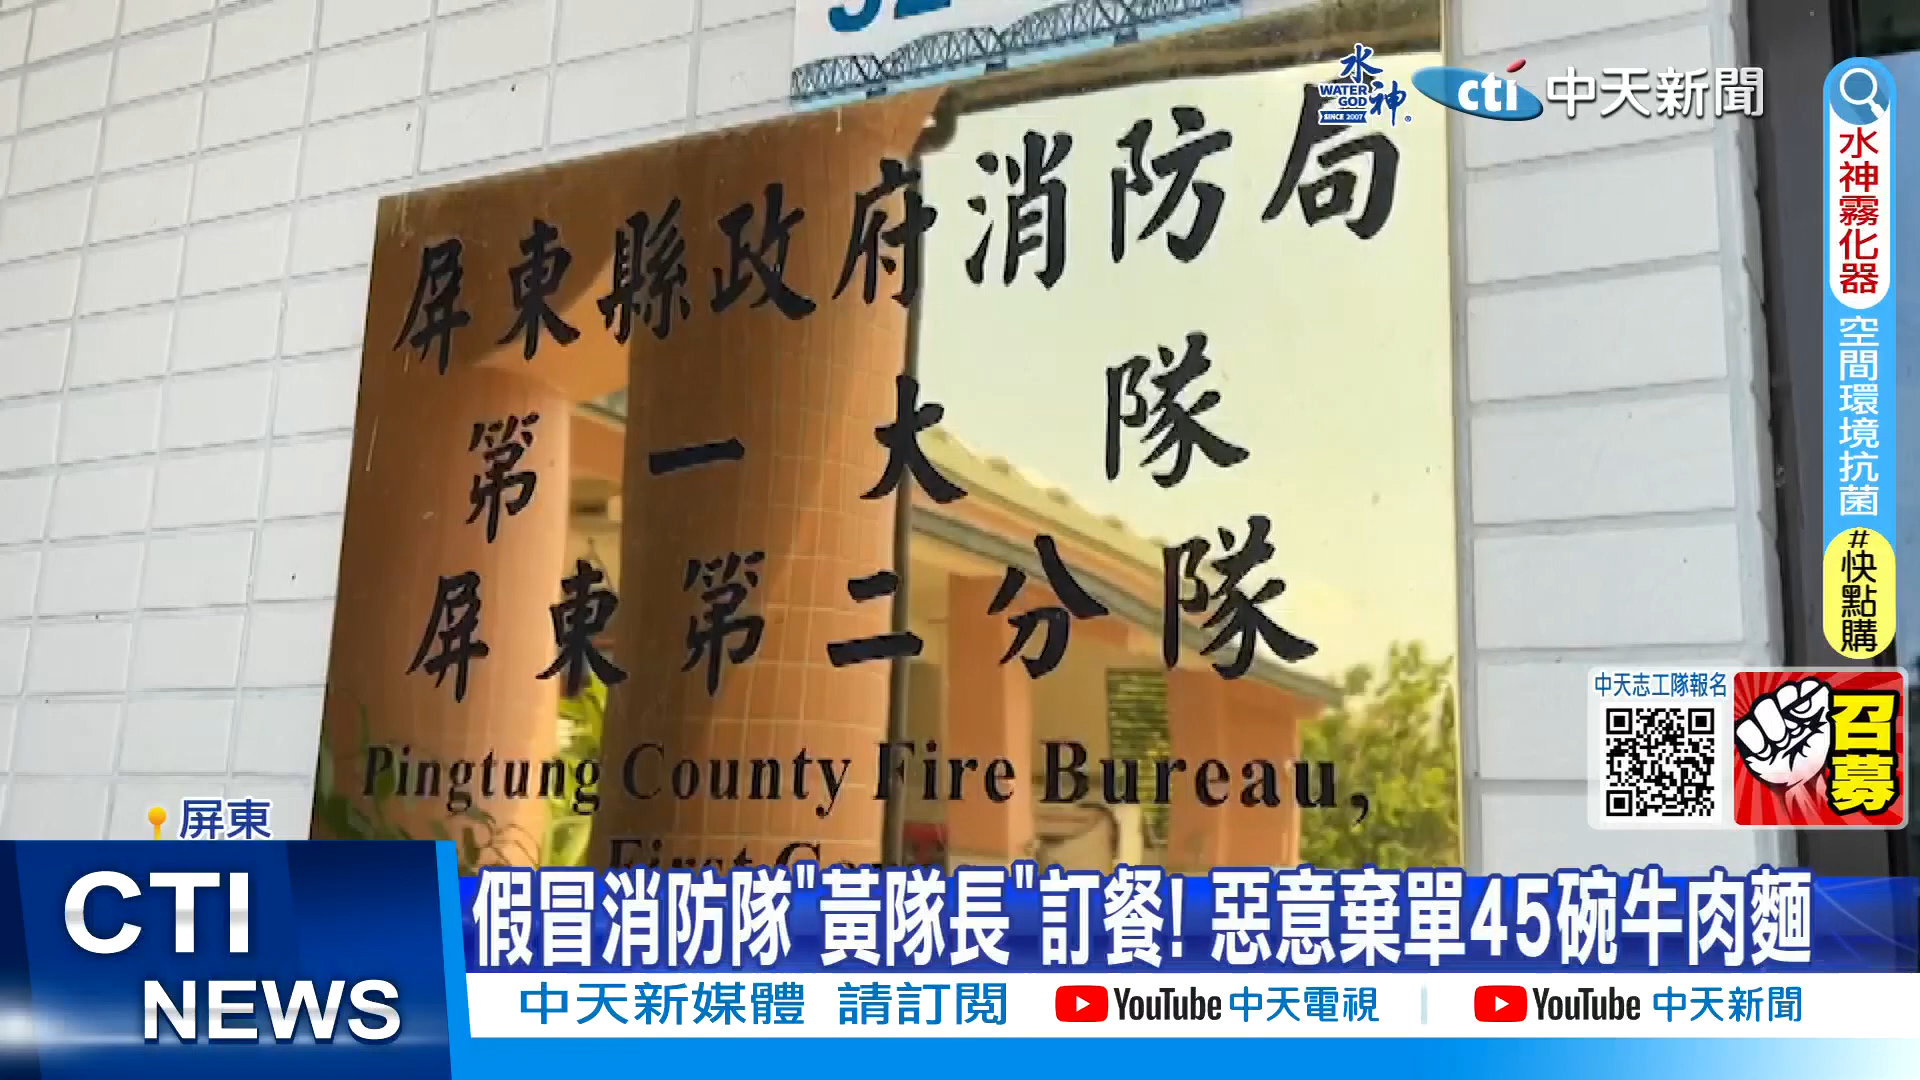 水神
WATER GOD
SINCE 2007
cti 中天新聞
屏東縣政府消防局
第一大隊
屏東第二分隊
Pingtung County Fire Bureau,
水神霧化器
空間環境抗菌
#快點購
中天志工隊報名
召募
屏東
CTI NEWS
假冒消防隊"黃隊長"訂餐! 惡意棄單45碗牛肉麵
中天新媒體 請訂閱 YouTube 中天電視 | YouTube 中天新聞